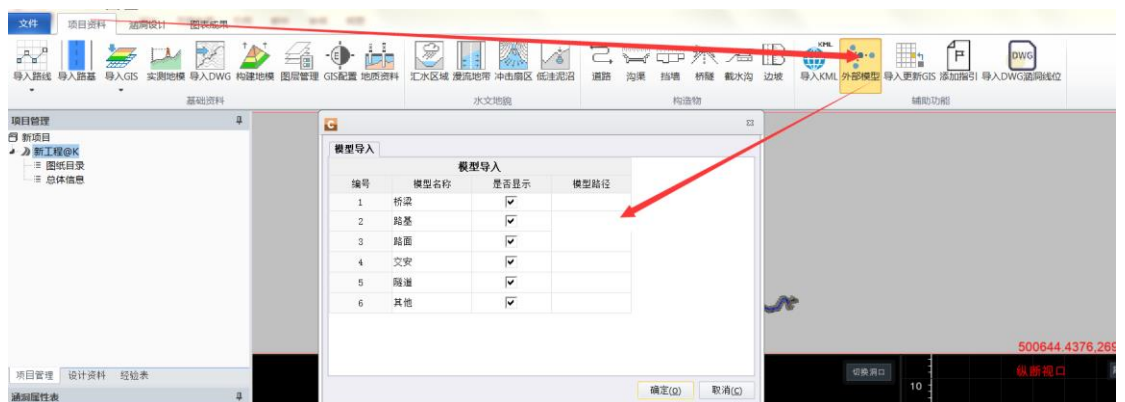 文件 项目资料 涵洞设计 图表成果
导入路线 导入路基 导入GIS 实测地模 导入DWG 构建地模 图层管理 GIS配置 地质资料 汇水区域 漫流地带 冲击扇区 低洼泥沼 道路 沟渠 挡墙 桥隧 截水沟 边坡 KML 导入KML 外部模型 导入更新GIS 添加指引 DWG 导入DWG涵洞线位
基础资料 水文地貌 构造物 辅助功能
项目管理
新项目
新工程@K
图纸目录
总体信息
模型导入
模型导入
编号 模型名称 是否显示 模型路径
1 桥梁
2 路基
3 路面
4 交安
5 隧道
6 其他
确定(O) 取消(C)
500644.4376,269
项目管理 设计资料 经验表
切换洞口 纵断视口
10
涵洞属性表